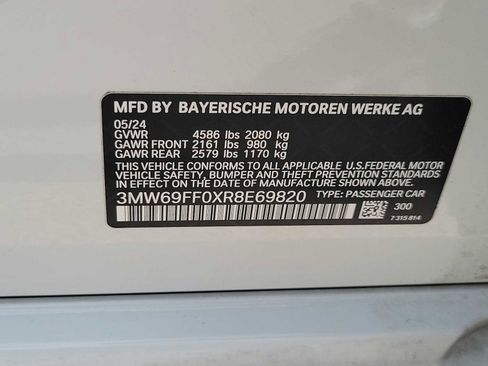 MFD BY BAYERISCHE MOTOREN WERKE AG
05/24
GVWR 4586 lbs 2080 kg
GAWR FRONT 2161 lbs 980 kg
GAWR REAR 2579 lbs 1170 kg
THIS VEHICLE CONFORMS TO ALL APPLICABLE U.S.FEDERAL MOTOR
VEHICLE SAFETY, BUMPER, AND THEFT PREVENTION STANDARDS
IN EFFECT ON THE DATE OF MANUFACTURE SHOWN ABOVE.
3MW69FF0XR8E69820 TYPE: PASSENGER CAR
300
7 315 814